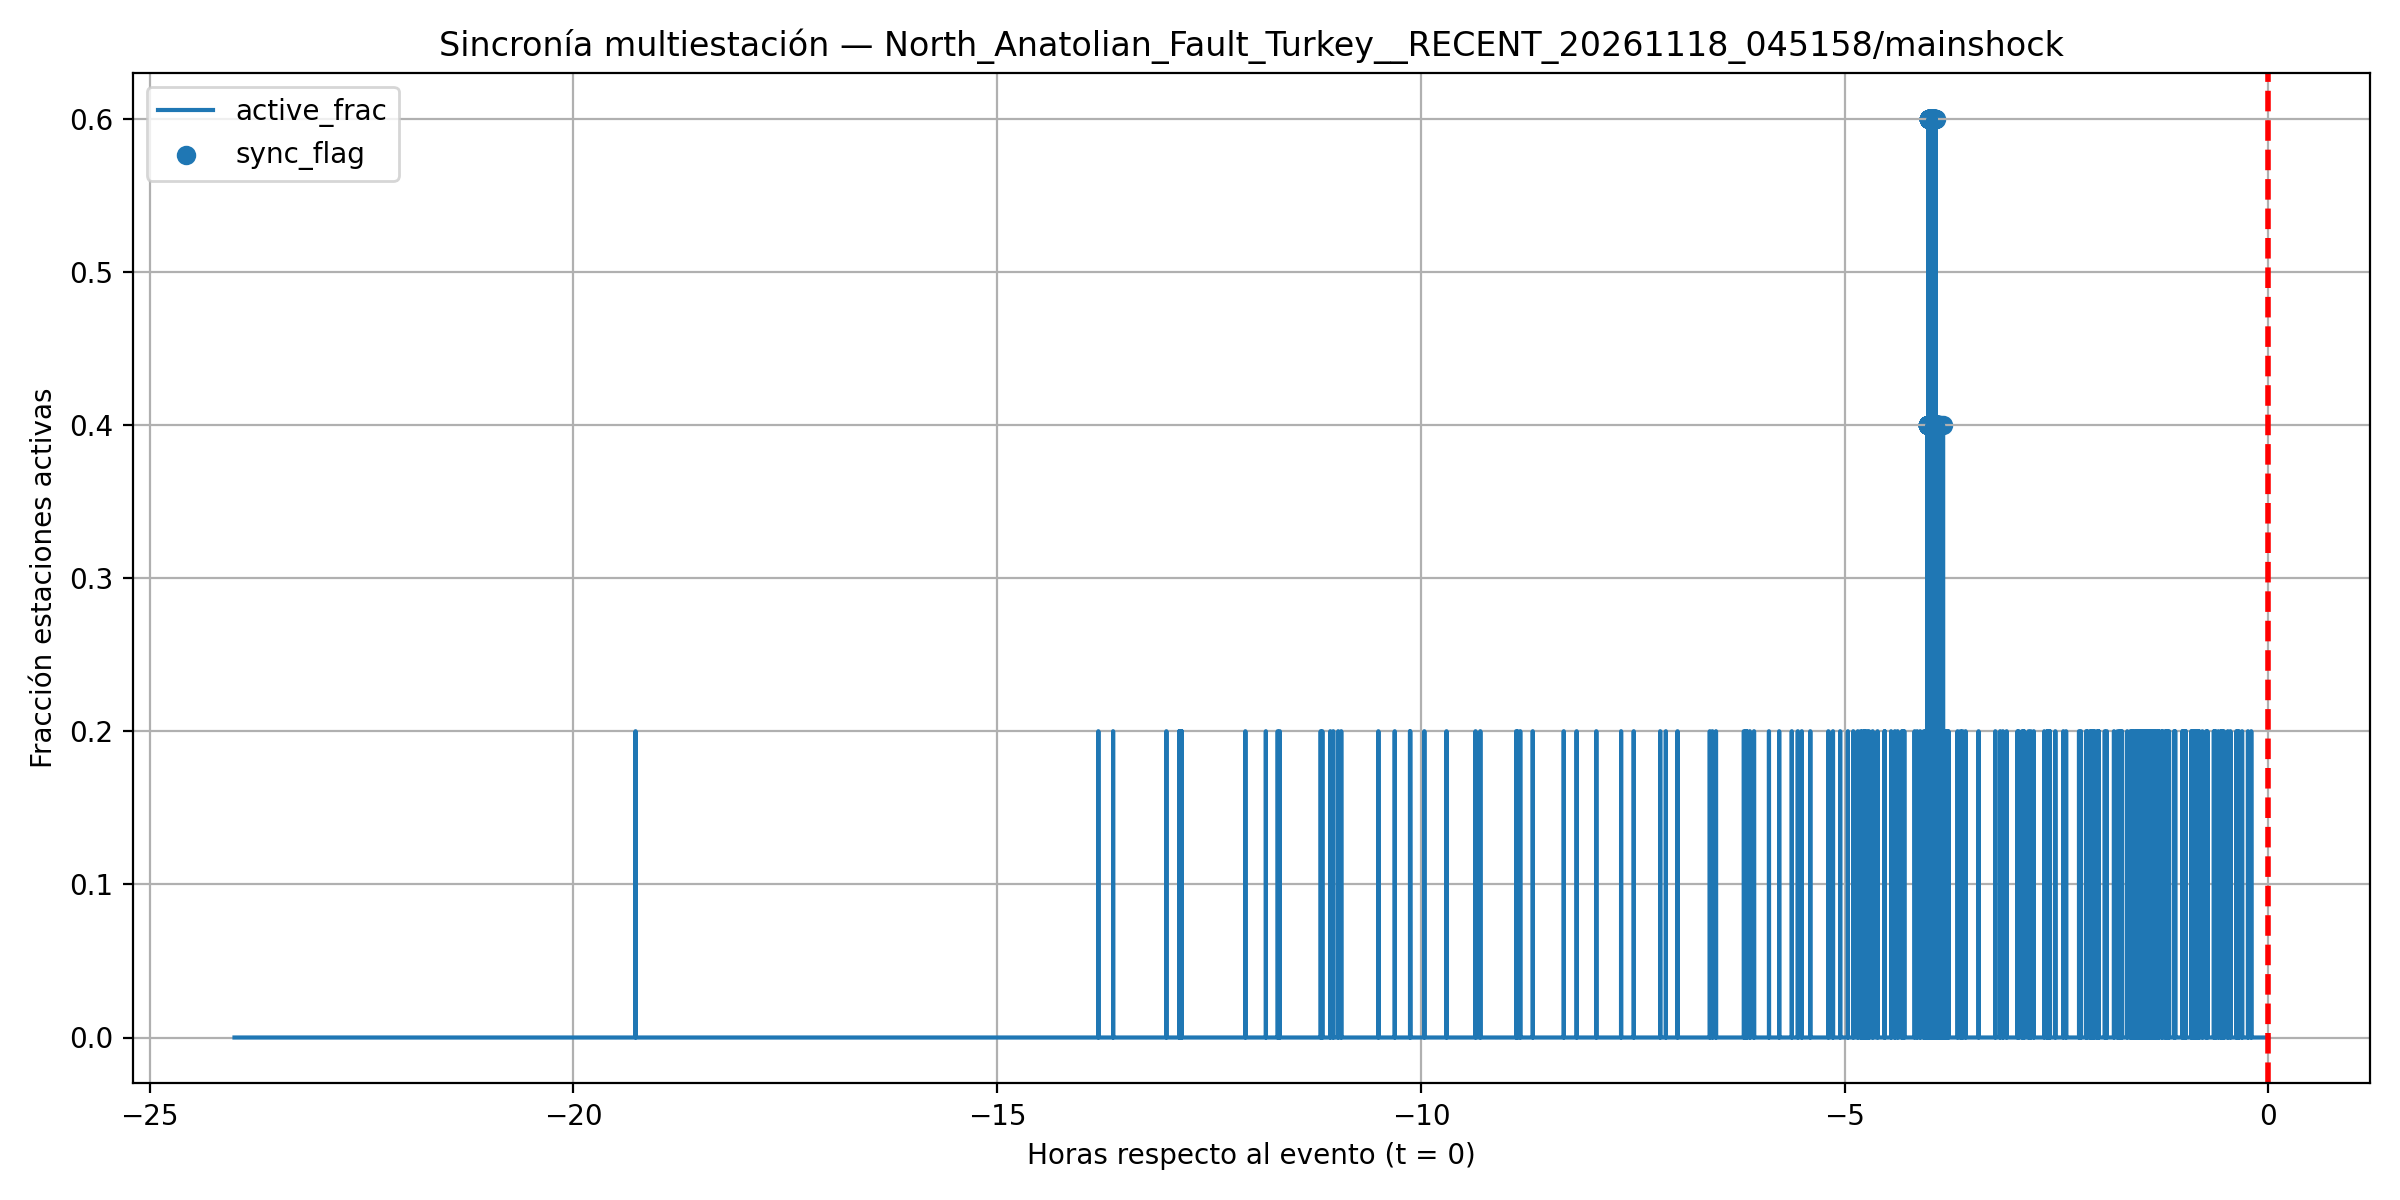 Sincronía multiestación — North_Anatolian_Fault_Turkey__RECENT_20261118_045158/mainshock
active_frac
sync_flag
Fracción estaciones activas
0.6
0.5
0.4
0.3
0.2
0.1
0.0
−25
−20
−15
−10
−5
0
Horas respecto al evento (t = 0)